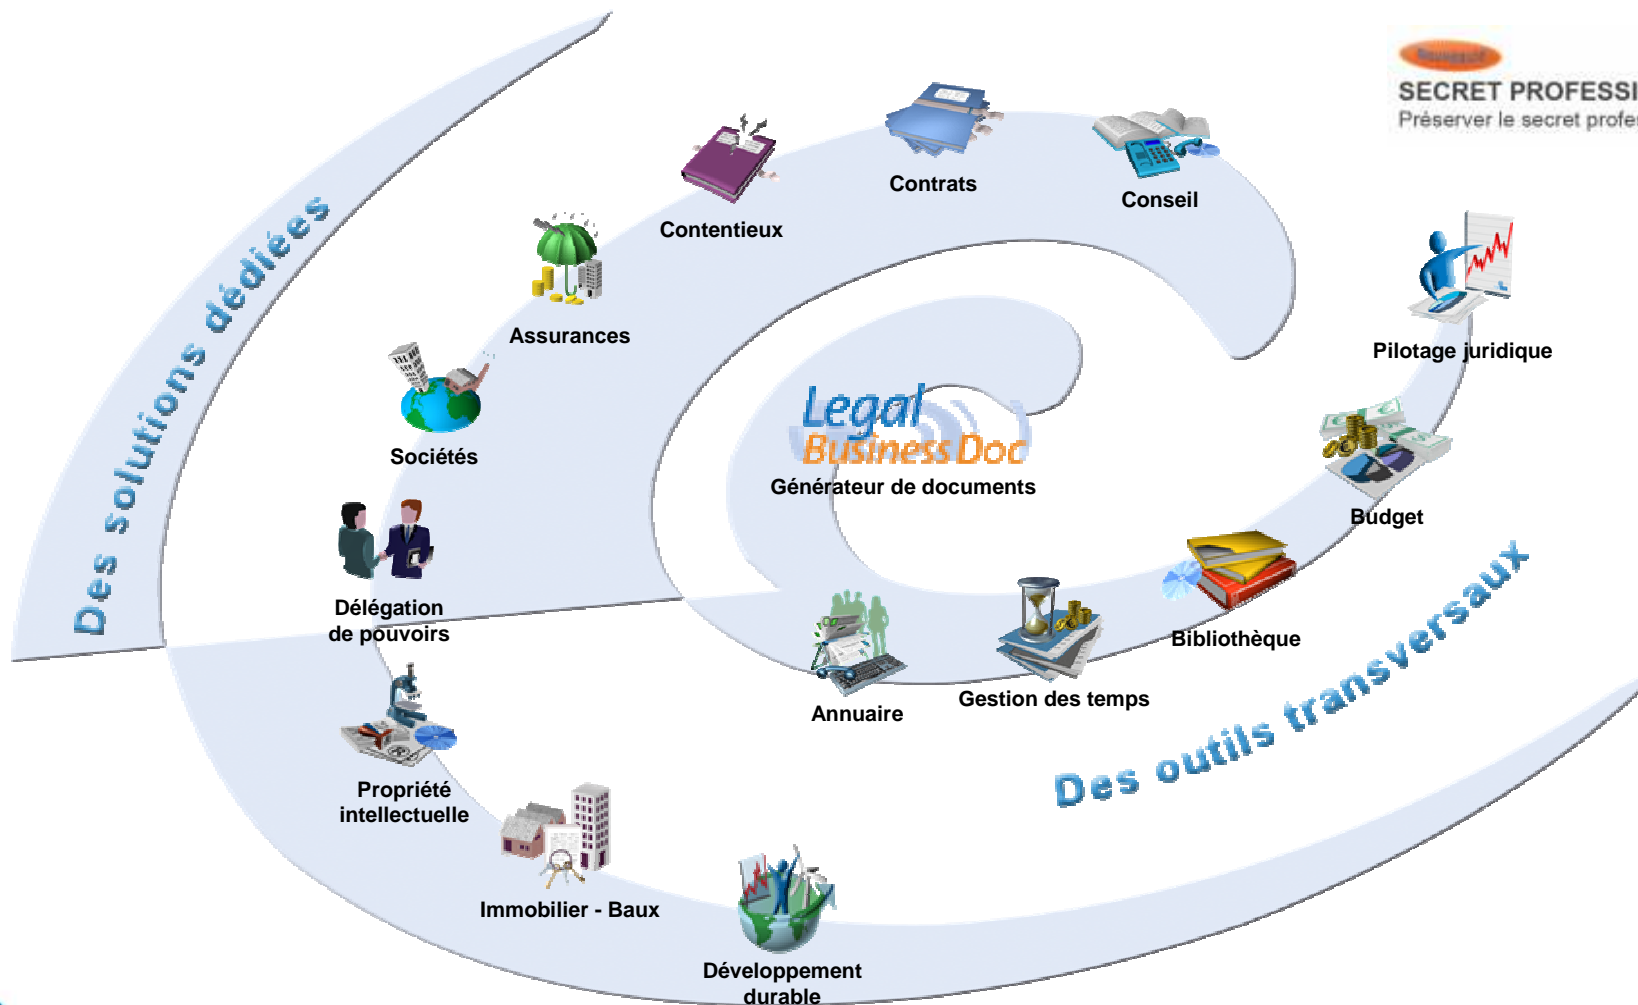 Nouveauté
SECRET PROFESSI
Préserver le secret profe
Contrats
Conseil
Contentieux
Assurances
Pilotage juridique
Sociétés
Legal
Business Doc
Générateur de documents
Budget
Des solutions dédiées
Délégation
de pouvoirs
Bibliothèque
Gestion des temps
Annuaire
Des outils transversaux
Propriété
intellectuelle
Immobilier - Baux
Développement
durable